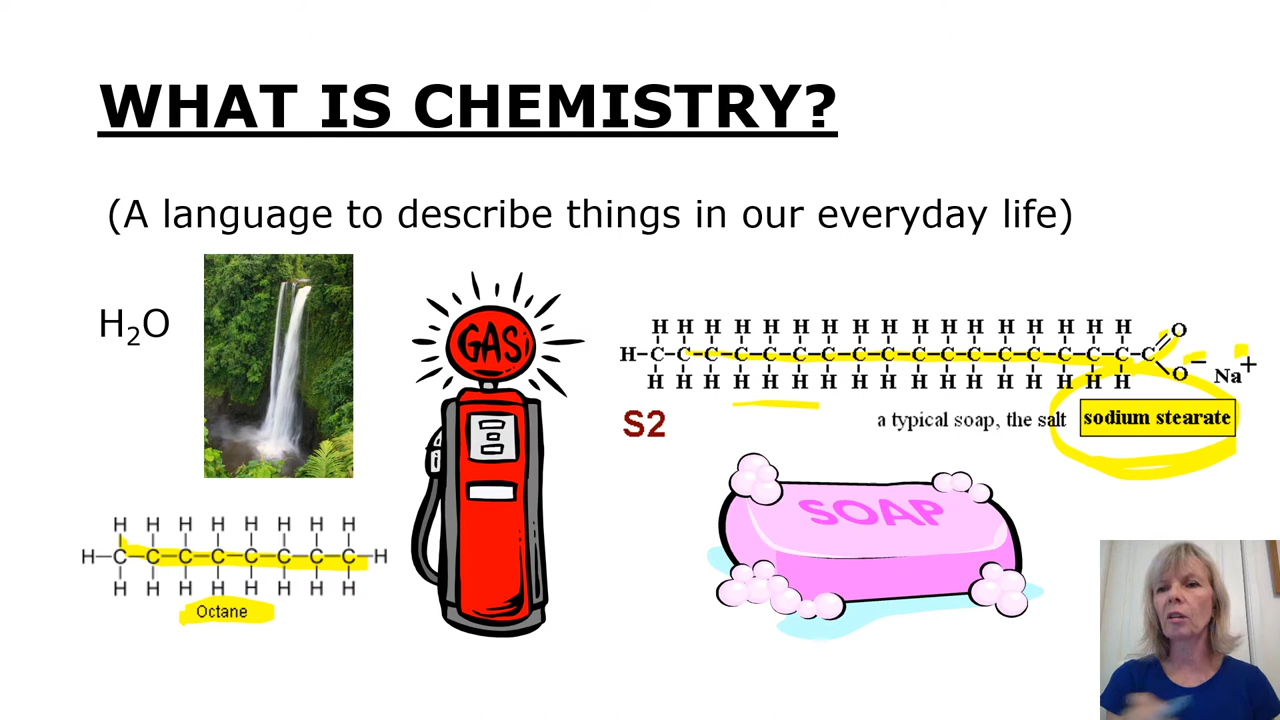 WHAT IS CHEMISTRY?
(A language to describe things in our everyday life)
H₂O
GAS!
H H H H H H H H H H H H H H H H H O
H–C–C–C–C–C–C–C–C–C–C–C–C–C–C–C–C–C–C
H H H H H H H H H H H H H H H H H O − Na+
S2
a typical soap, the salt sodium stearate
SOAP
H H H H H H H H
H–C–C–C–C–C–C–C–C–H
H H H H H H H H
Octane